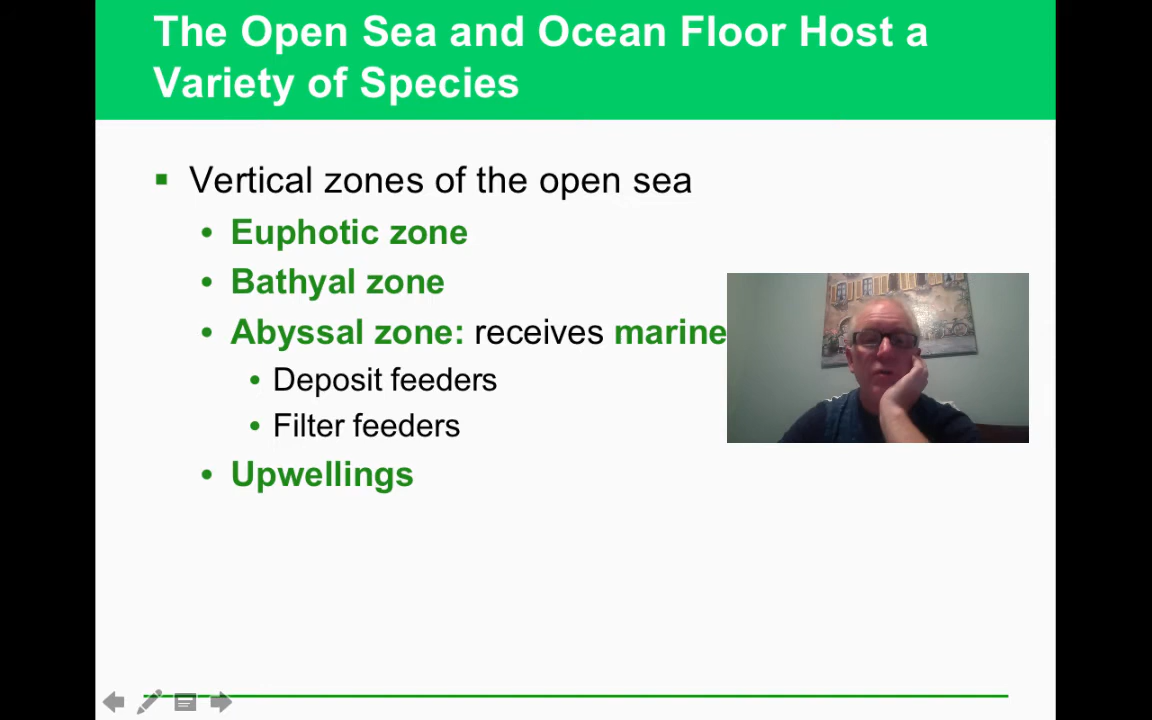 The Open Sea and Ocean Floor Host a
Variety of Species
Vertical zones of the open sea
Euphotic zone
Bathyal zone
Abyssal zone: receives marine
Deposit feeders
Filter feeders
Upwellings